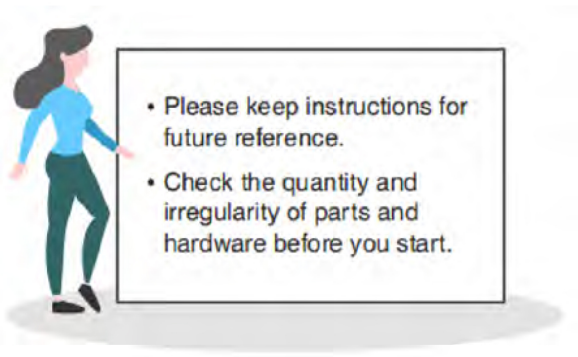 • Please keep instructions for
future reference.
• Check the quantity and
irregularity of parts and
hardware before you start.